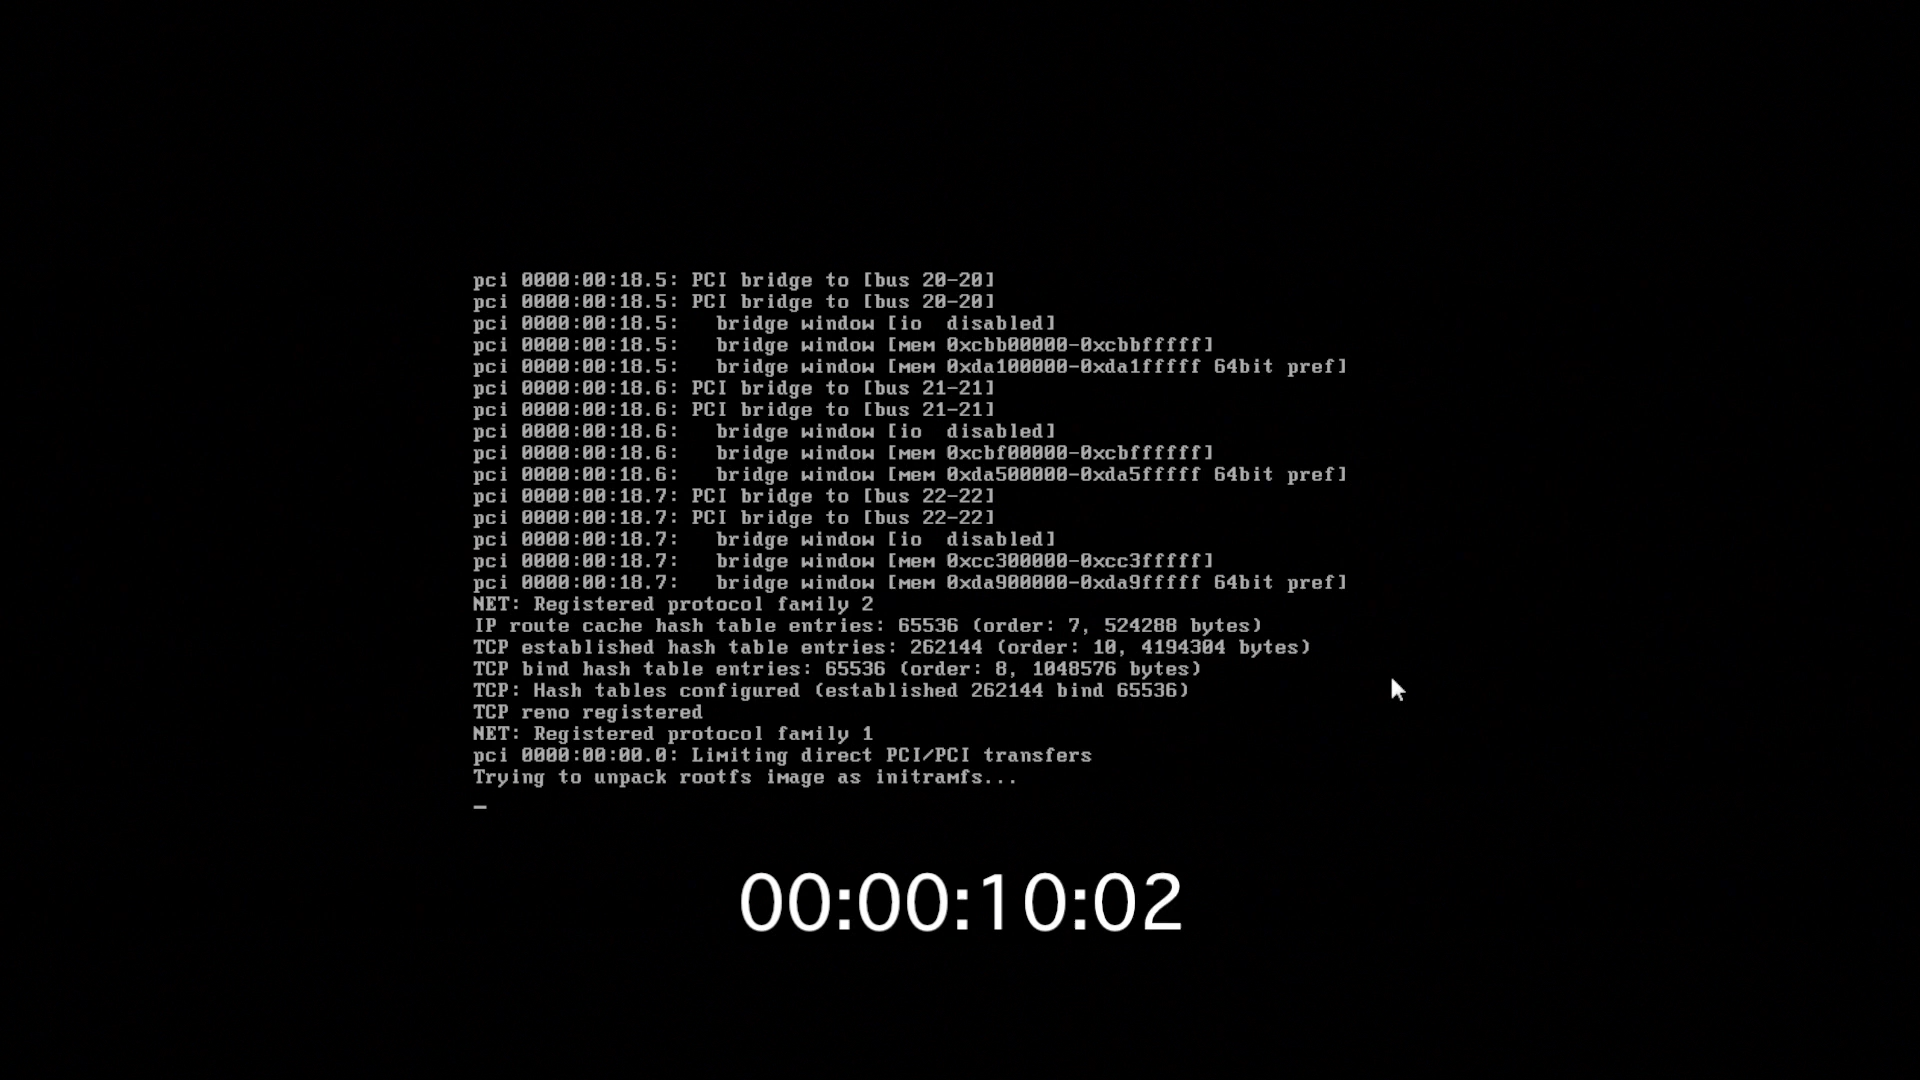 pci 0000:00:18.5: PCI bridge to [bus 20-20]
pci 0000:00:18.5: PCI bridge to [bus 20-20]
pci 0000:00:18.5:   bridge window [io  disabled]
pci 0000:00:18.5:   bridge window [mem 0xcbb00000-0xcbbfffff]
pci 0000:00:18.5:   bridge window [mem 0xda100000-0xda1fffff 64bit pref]
pci 0000:00:18.6: PCI bridge to [bus 21-21]
pci 0000:00:18.6: PCI bridge to [bus 21-21]
pci 0000:00:18.6:   bridge window [io  disabled]
pci 0000:00:18.6:   bridge window [mem 0xcbf00000-0xcbffffff]
pci 0000:00:18.6:   bridge window [mem 0xda500000-0xda5fffff 64bit pref]
pci 0000:00:18.7: PCI bridge to [bus 22-22]
pci 0000:00:18.7: PCI bridge to [bus 22-22]
pci 0000:00:18.7:   bridge window [io  disabled]
pci 0000:00:18.7:   bridge window [mem 0xcc300000-0xcc3fffff]
pci 0000:00:18.7:   bridge window [mem 0xda900000-0xda9fffff 64bit pref]
NET: Registered protocol family 2
IP route cache hash table entries: 65536 (order: 7, 524288 bytes)
TCP established hash table entries: 262144 (order: 10, 4194304 bytes)
TCP bind hash table entries: 65536 (order: 8, 1048576 bytes)
TCP: Hash tables configured (established 262144 bind 65536)
TCP reno registered
NET: Registered protocol family 1
pci 0000:00:00.0: Limiting direct PCI/PCI transfers
Trying to unpack rootfs image as initramfs...
_
00:00:10:02